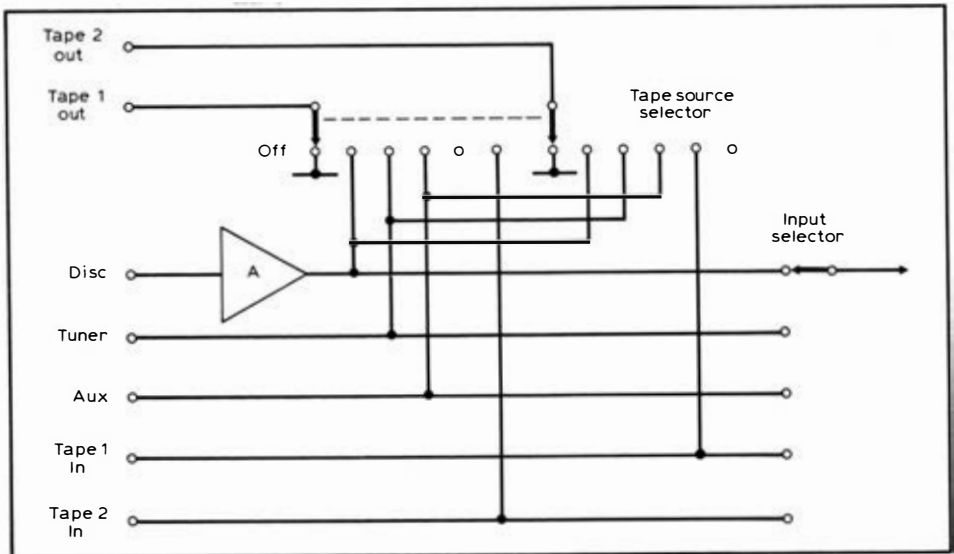 Tape 2
out
Tape 1
out
Tape source
selector
Off
Input
selector
Disc
A
Tuner
Aux
Tape 1
In
Tape 2
In